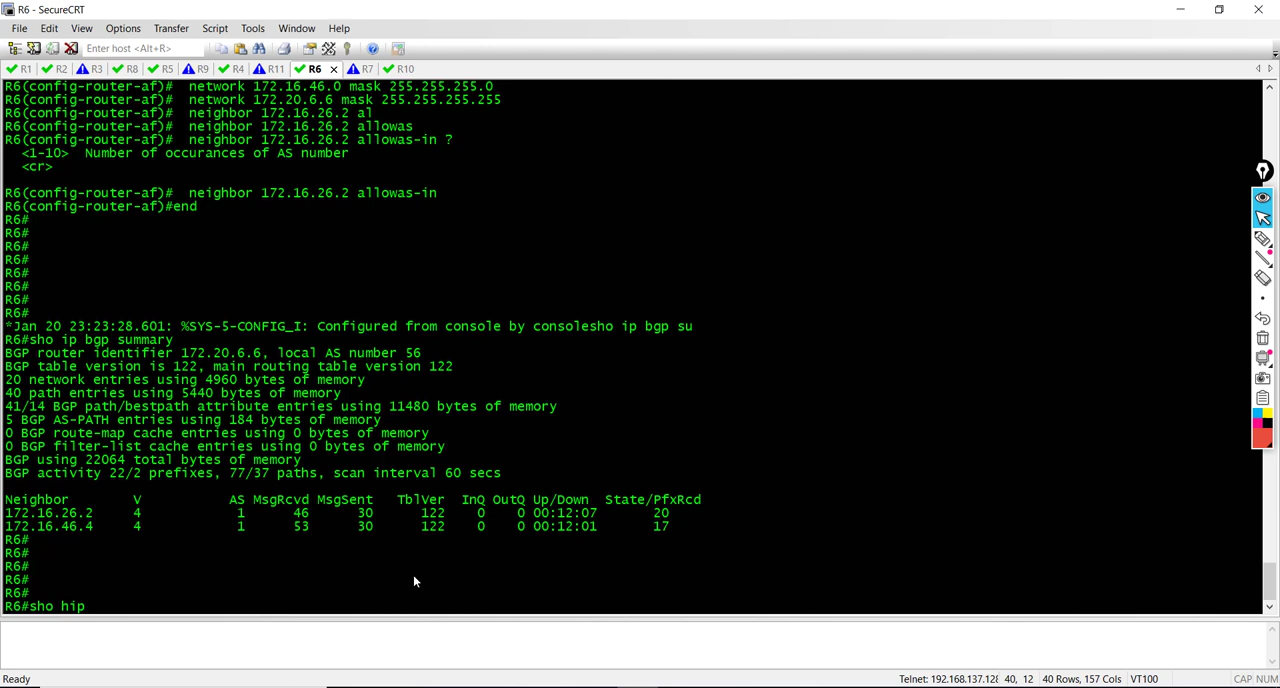 R6 - SecureCRT
File Edit View Options Transfer Script Tools Window Help
Enter host <Alt+R>
R1 R2 R3 R8 R5 R9 R4 R11 R6 R7 R10
R6(config-router-af)#  network 172.16.46.0 mask 255.255.255.0
R6(config-router-af)#  network 172.20.6.6 mask 255.255.255.255
R6(config-router-af)#  neighbor 172.16.26.2 al
R6(config-router-af)#  neighbor 172.16.26.2 allowas
R6(config-router-af)#  neighbor 172.16.26.2 allowas-in ?
  <1-10>  Number of occurances of AS number
  <cr>
R6(config-router-af)#  neighbor 172.16.26.2 allowas-in
R6(config-router-af)#end
R6#
R6#
R6#
R6#
R6#
R6#
R6#
R6#
*Jan 20 23:23:28.601: %SYS-5-CONFIG_I: Configured from console by consolesho ip bgp su
R6#sho ip bgp summary
BGP router identifier 172.20.6.6, local AS number 56
BGP table version is 122, main routing table version 122
20 network entries using 4960 bytes of memory
40 path entries using 5440 bytes of memory
41/14 BGP path/bestpath attribute entries using 11480 bytes of memory
5 BGP AS-PATH entries using 184 bytes of memory
0 BGP route-map cache entries using 0 bytes of memory
0 BGP filter-list cache entries using 0 bytes of memory
BGP using 22064 total bytes of memory
BGP activity 22/2 prefixes, 77/37 paths, scan interval 60 secs
Neighbor        V           AS MsgRcvd MsgSent   TblVer  InQ OutQ Up/Down  State/PfxRcd
172.16.26.2     4            1      46      30      122    0    0 00:12:07       20
172.16.46.4     4            1      53      30      122    0    0 00:12:01       17
R6#
R6#
R6#
R6#
R6#
R6#sho hip
Ready Telnet: 192.168.137.128 40, 12 40 Rows, 157 Cols VT100 CAP NUM